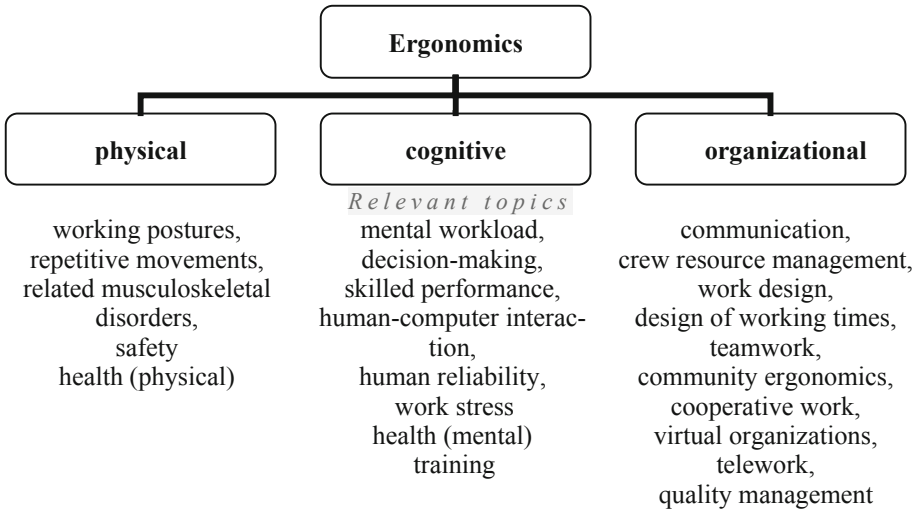 Ergonomics
physical
cognitive
organizational
Relevant topics
working postures,
repetitive movements,
related musculoskeletal
disorders,
safety
health (physical)
mental workload,
decision-making,
skilled performance,
human-computer interac-
tion,
human reliability,
work stress
health (mental)
training
communication,
crew resource management,
work design,
design of working times,
teamwork,
community ergonomics,
cooperative work,
virtual organizations,
telework,
quality management